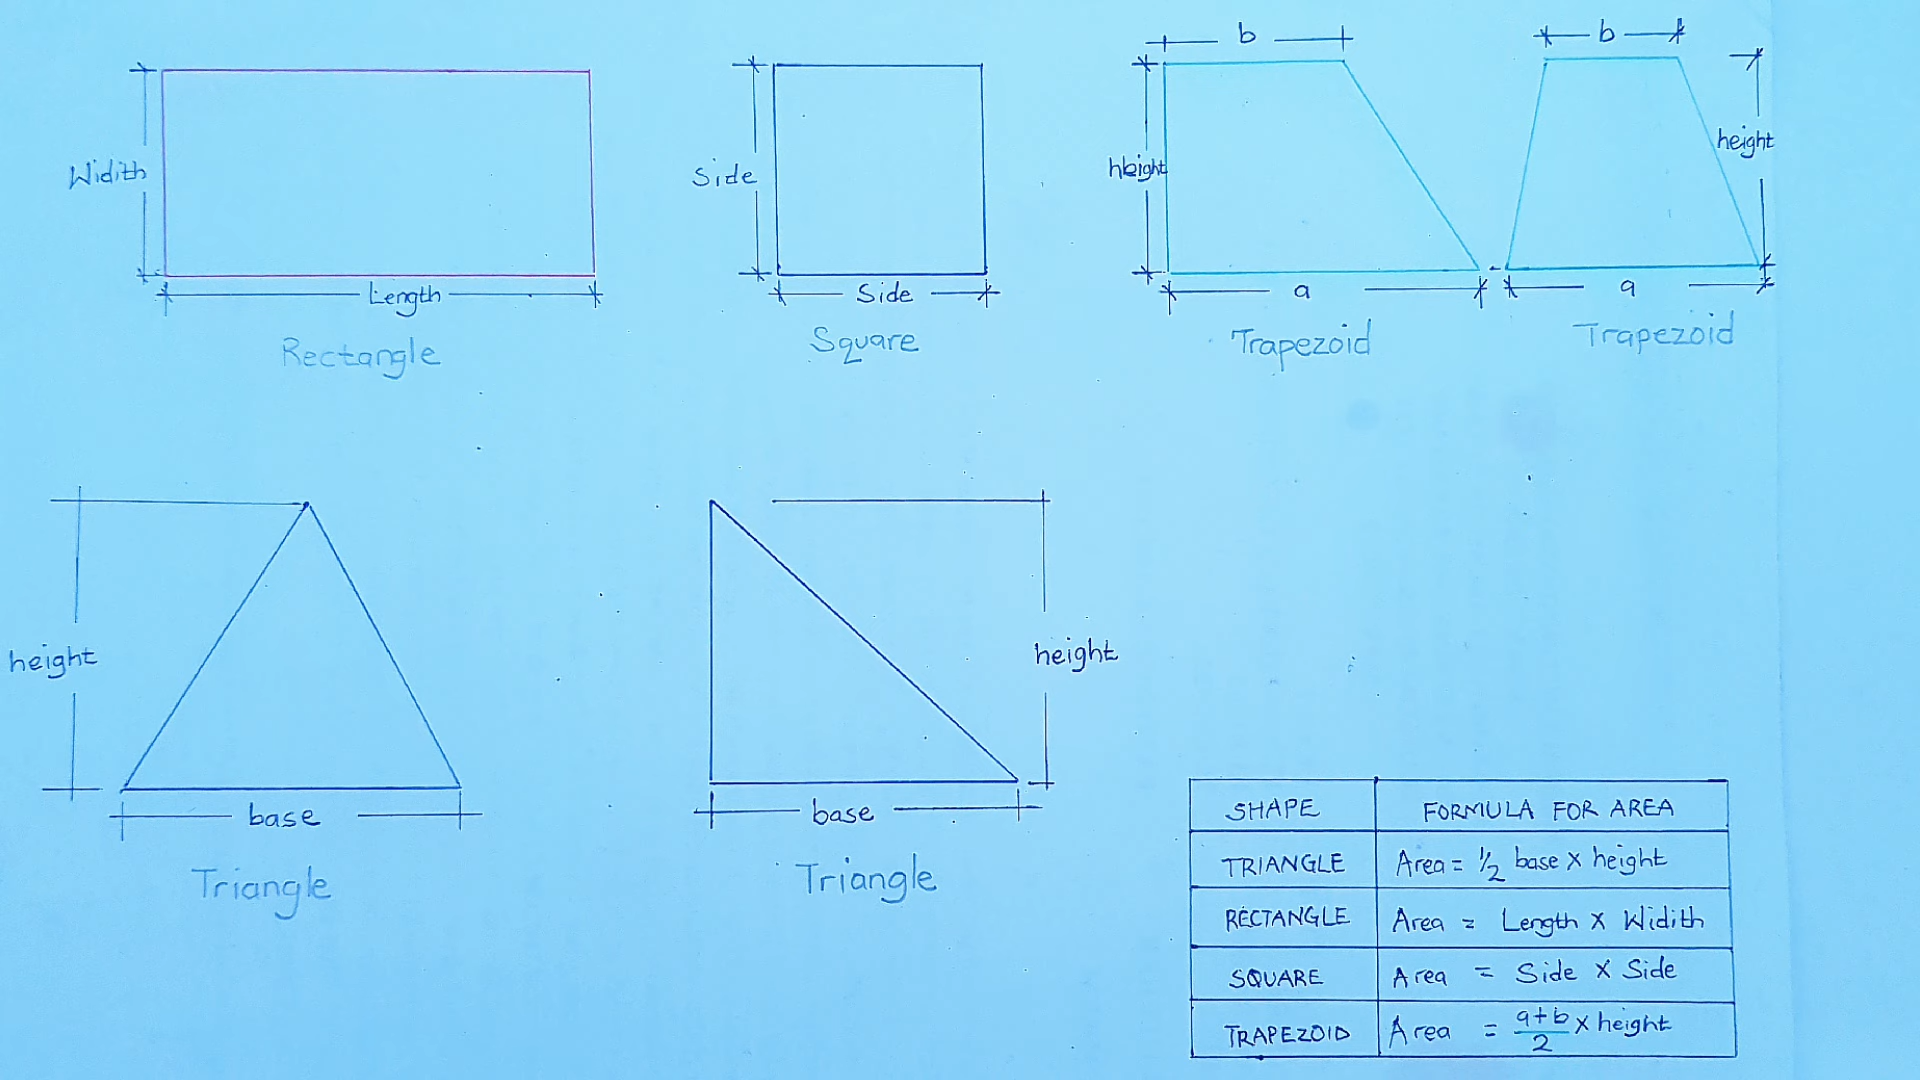 b
b
Widith
Side
height
height
Length
Side
a
a
Rectangle
Square
Trapezoid
Trapezoid
height
height
base
base
Triangle
Triangle
SHAPE FORMULA FOR AREA
TRIANGLE Area = 1/2 base x height
RECTANGLE Area = Length x Widith
SQUARE Area = Side x Side
TRAPEZOID Area = a+b/2 x height